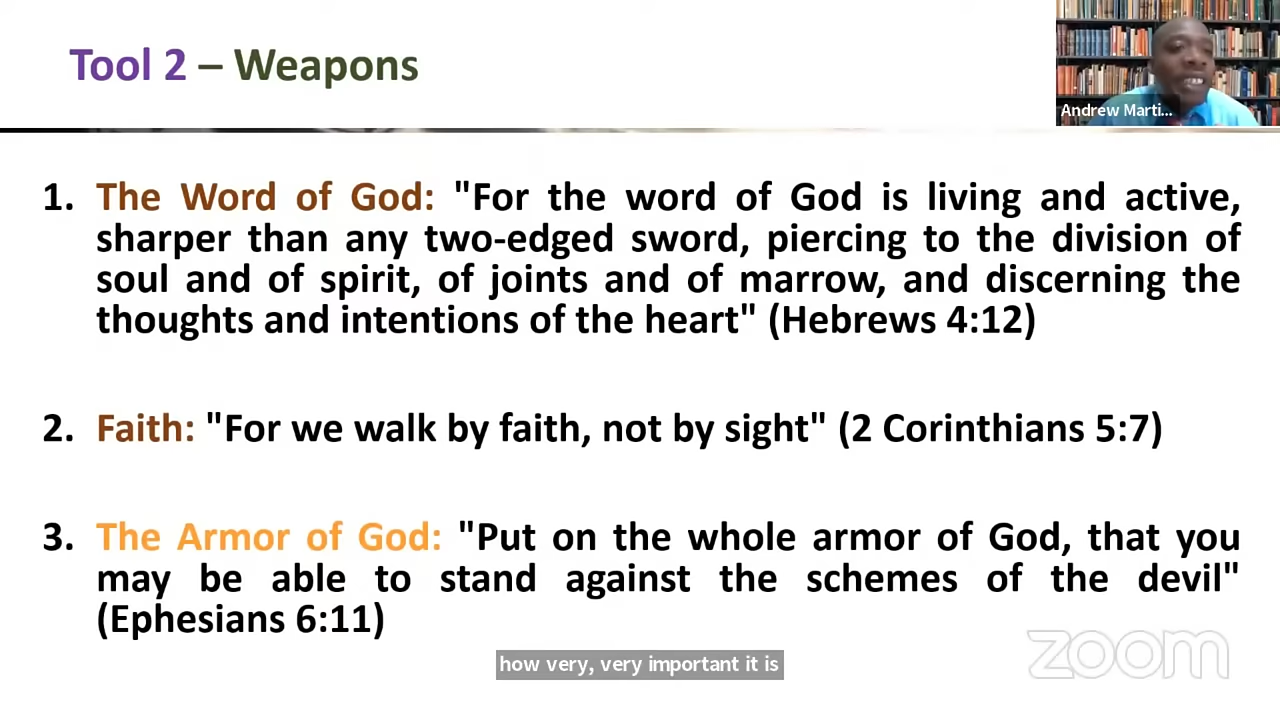 Tool 2 – Weapons
Andrew Marti...
1. The Word of God: "For the word of God is living and active,
sharper than any two-edged sword, piercing to the division of
soul and of spirit, of joints and of marrow, and discerning the
thoughts and intentions of the heart" (Hebrews 4:12)
2. Faith: "For we walk by faith, not by sight" (2 Corinthians 5:7)
3. The Armor of God: "Put on the whole armor of God, that you
may be able to stand against the schemes of the devil"
(Ephesians 6:11)
how very, very important it is
zoom